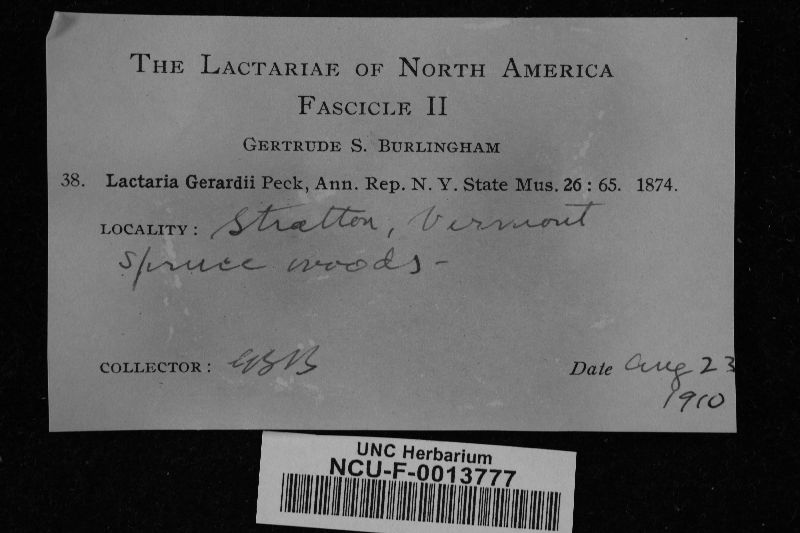 THE LACTARIAE OF NORTH AMERICA
FASCICLE II
GERTRUDE S. BURLINGHAM
38. Lactaria Gerardii Peck, Ann. Rep. N. Y. State Mus. 26 : 65. 1874.
LOCALITY : Stratton, Vermont
Spruce woods -
COLLECTOR :
Date Aug 23
1910
UNC Herbarium
NCU-F-0013777